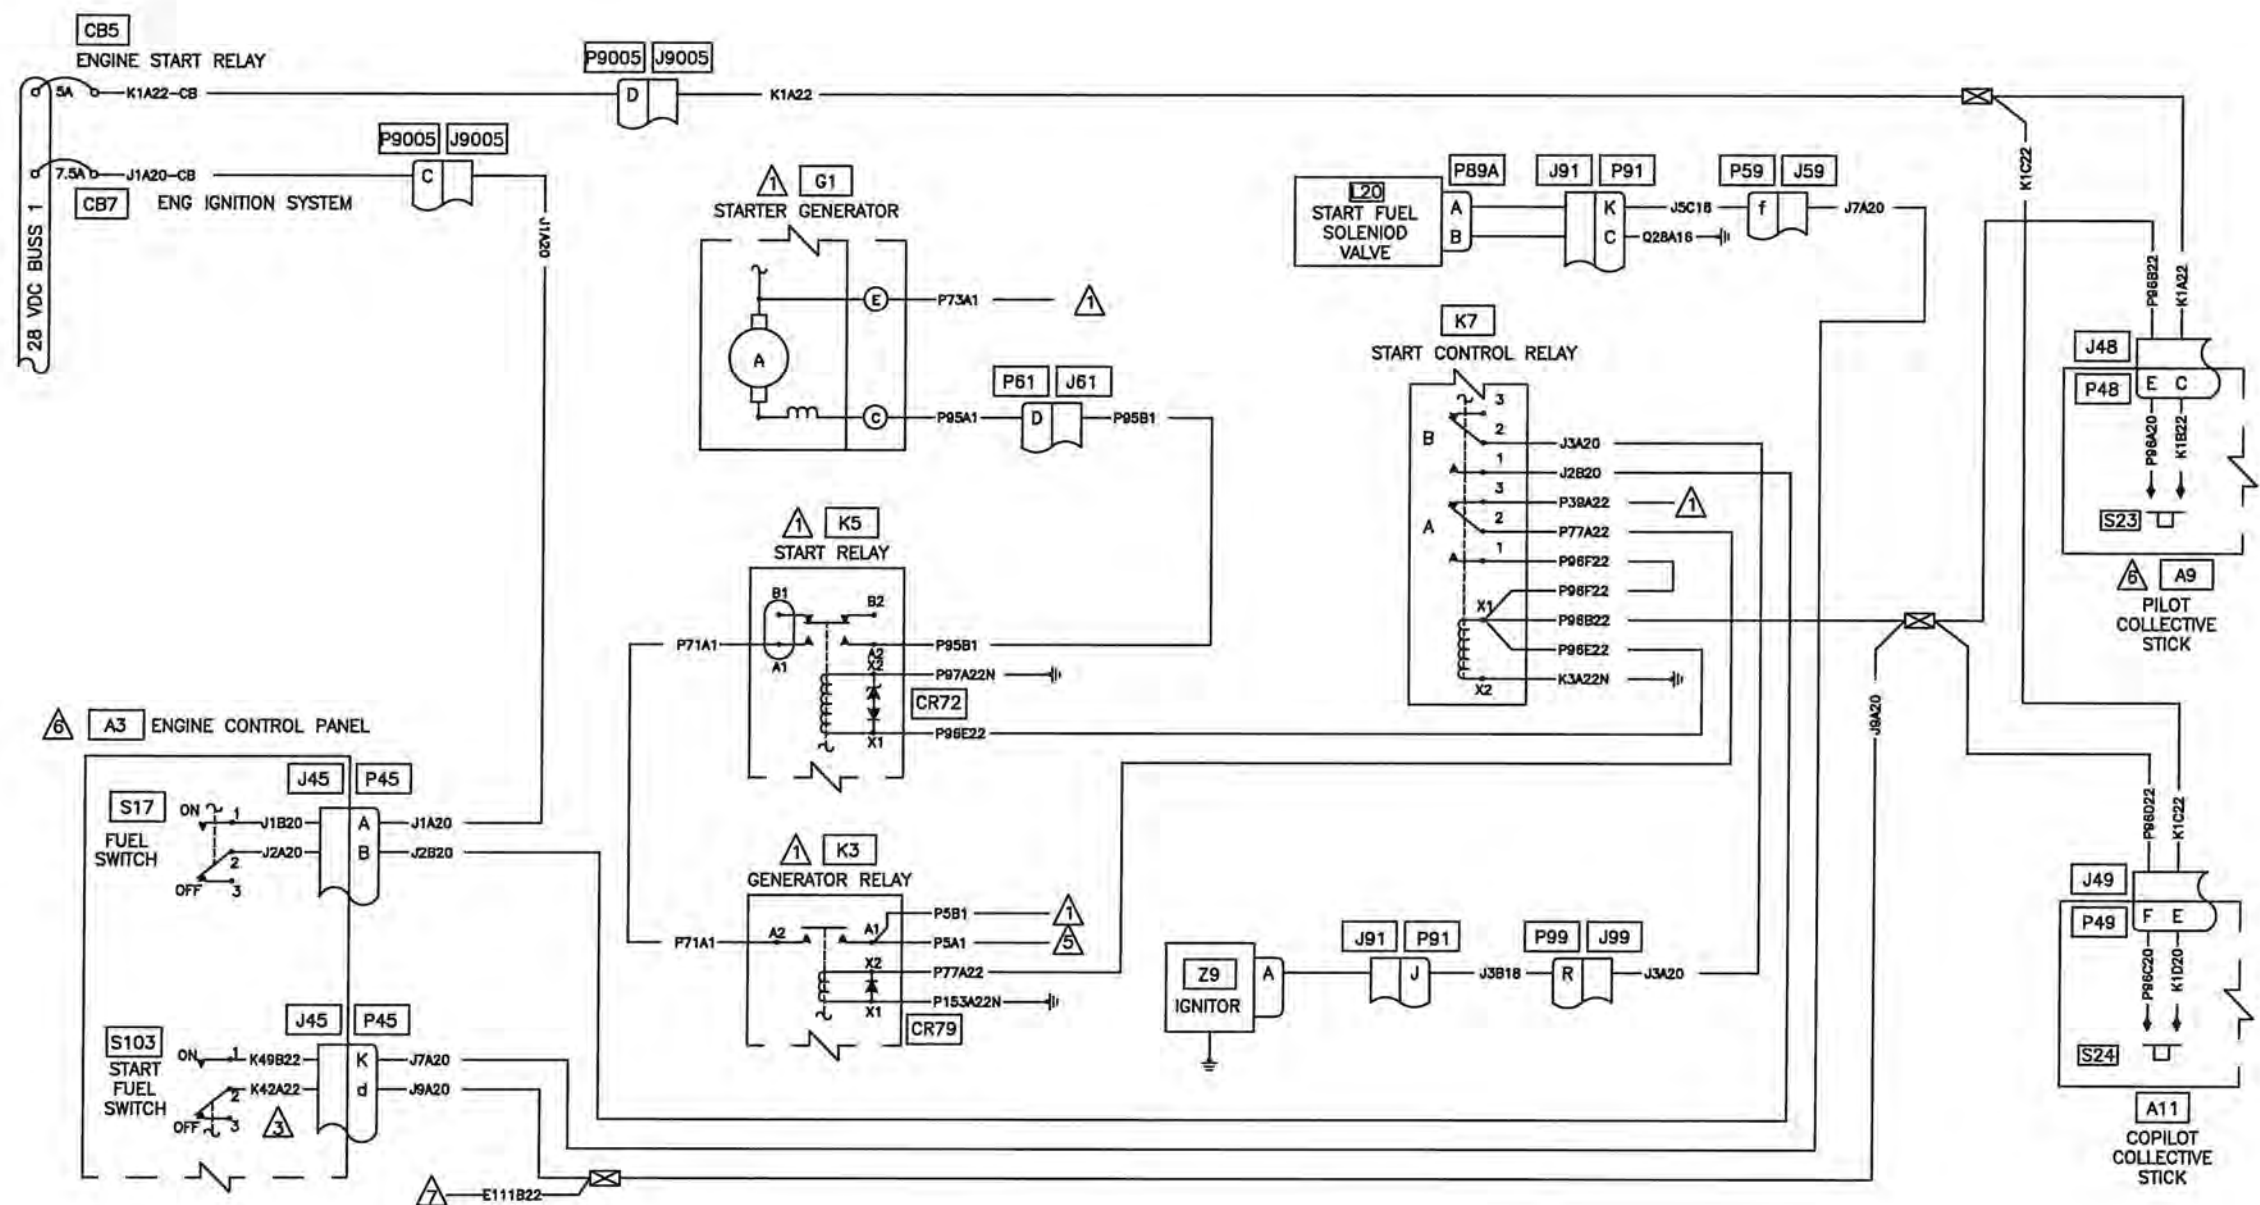 CB5
ENGINE START RELAY
5A
K1A22-CB
P9005 J9005
D
K1A22
P9005 J9005
7.5A
J1A20-CB
C
CB7
ENG IGNITION SYSTEM
28 VDC BUSS 1
J1A20
1 G1
STARTER GENERATOR
E
P73A1
1
A
P61 J61
C
P95A1
D
P95B1
L20
START FUEL
SOLENIOD
VALVE
P89A
A
B
J91 P91
K
C
J5C16
Q28A16
P59 J59
f
J7A20
K1C22
P96B22
K1A22
J48
P48
E C
P96A20
K1B22
S23
6 A9
PILOT
COLLECTIVE
STICK
K7
START CONTROL RELAY
3
B
2
J3A20
1
J2B20
3
P39A22
1
A
2
P77A22
1
P96F22
P96F22
X1
P96B22
P96E22
X2
K3A22N
1 K5
START RELAY
B1
B2
P71A1
A1
A2
P95B1
X2
P97A22N
CR72
X1
P96E22
6 A3 ENGINE CONTROL PANEL
J45 P45
S17
FUEL
SWITCH
ON
1
J1B20
A
J1A20
J2A20
B
J2B20
2
OFF
3
1 K3
GENERATOR RELAY
P5B1
1
P71A1
A2
A1
P5A1
5
X2
P77A22
P153A22N
X1
CR79
J45 P45
S103
START
FUEL
SWITCH
ON
1
K49B22
K
J7A20
K42A22
d
J9A20
2
OFF
3
3
7
E111B22
Z9
IGNITOR
A
J91 P91
J
J3B18
P99 J99
R
J3A20
J9A20
P96D22
K1C22
J49
P49
F E
P96C20
K1D20
S24
A11
COPILOT
COLLECTIVE
STICK